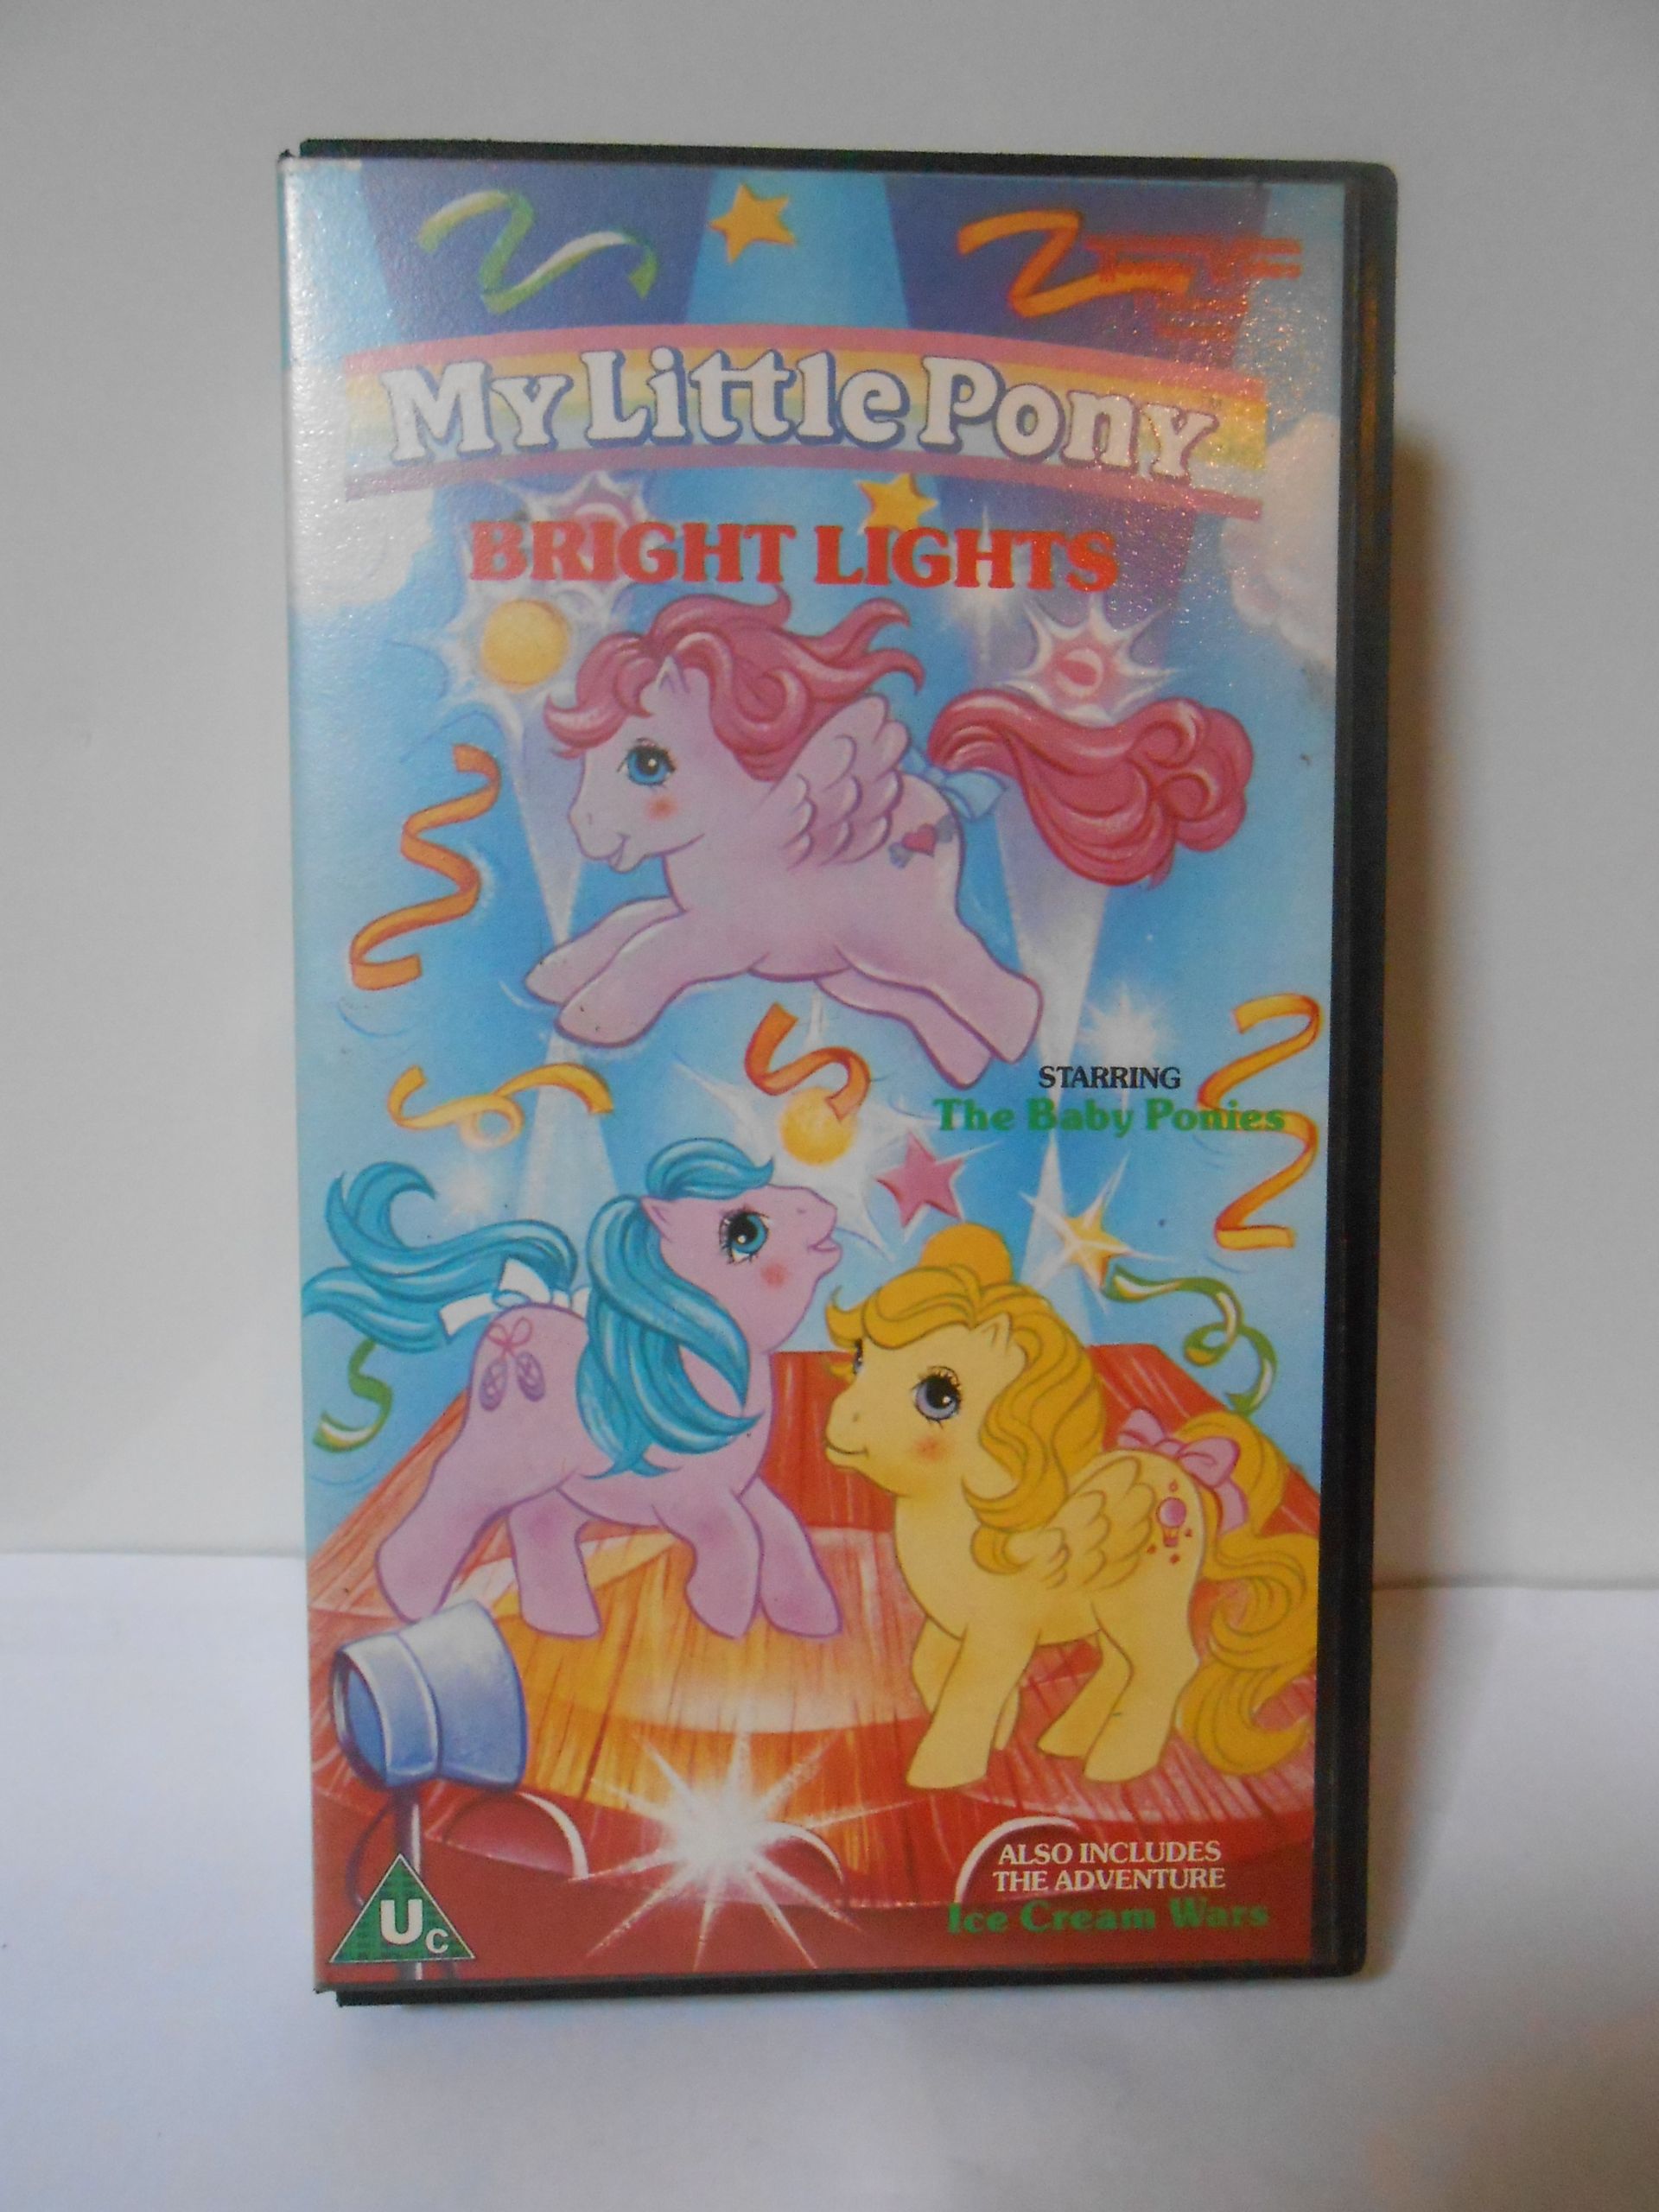 My Little Pony
BRIGHT LIGHTS
STARRING
The Baby Ponies
ALSO INCLUDES
THE ADVENTURE
Ice Cream Wars
Uc